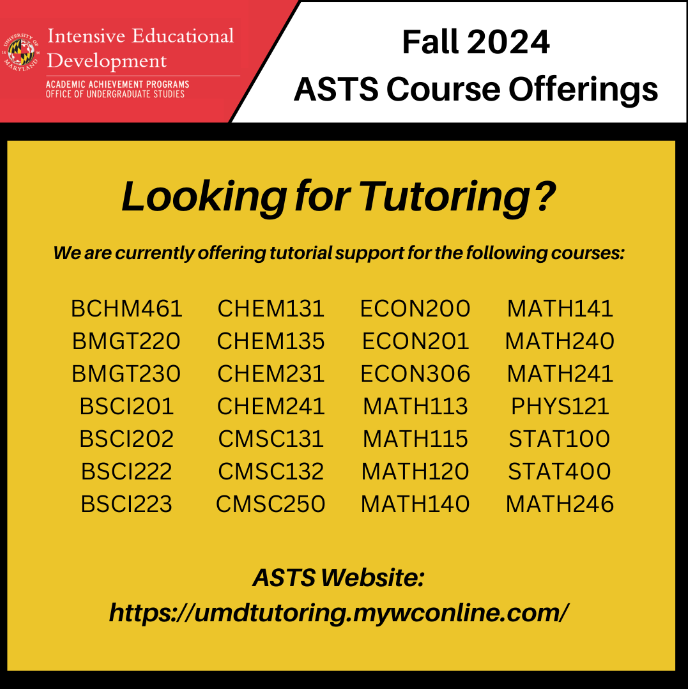 UNIVERSITY OF
MARYLAND
Intensive Educational
Development
ACADEMIC ACHIEVEMENT PROGRAMS
OFFICE OF UNDERGRADUATE STUDIES
Fall 2024
ASTS Course Offerings
Looking for Tutoring?
We are currently offering tutorial support for the following courses:
BCHM461 CHEM131 ECON200 MATH141
BMGT220 CHEM135 ECON201 MATH240
BMGT230 CHEM231 ECON306 MATH241
BSCI201 CHEM241 MATH113 PHYS121
BSCI202 CMSC131 MATH115 STAT100
BSCI222 CMSC132 MATH120 STAT400
BSCI223 CMSC250 MATH140 MATH246
ASTS Website:
https://umdtutoring.mywconline.com/